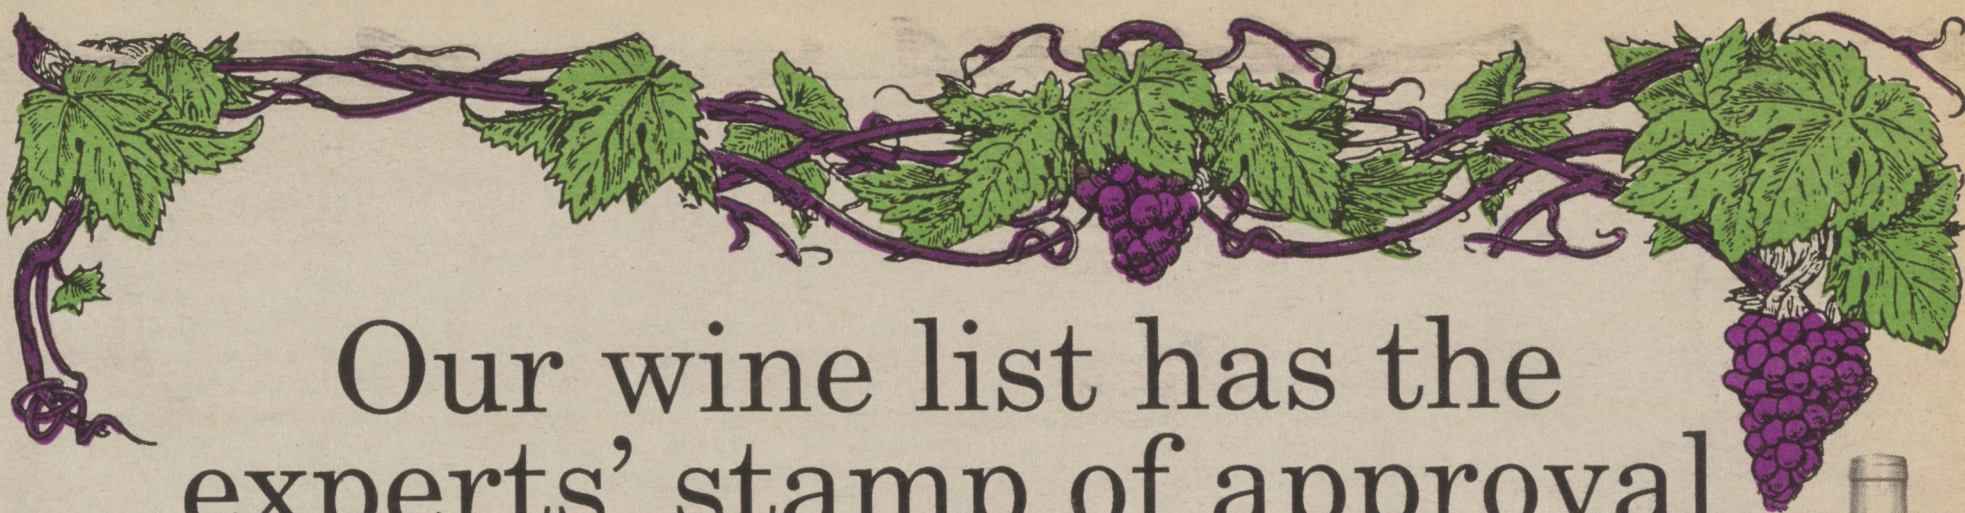 Our wine list has the
experts’ stamp of approval